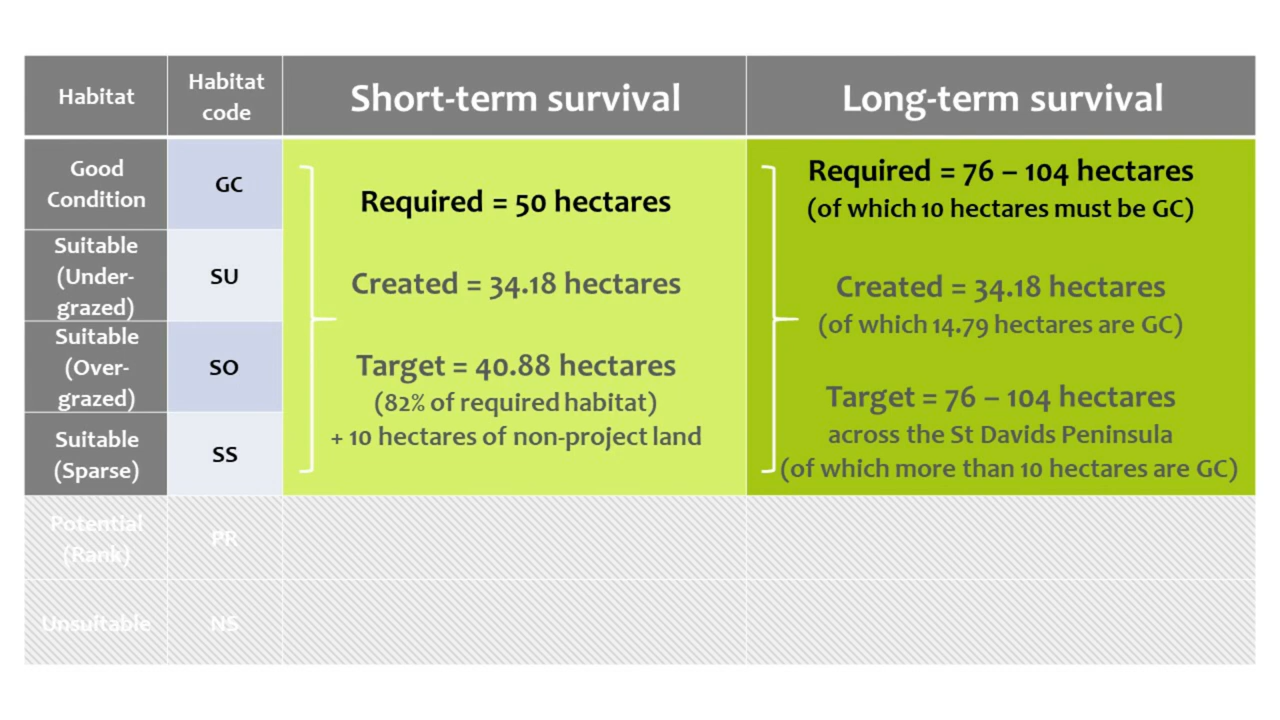 Habitat
Habitat
code
Short-term survival
Long-term survival
Good
Condition
GC
Suitable
(Under-
grazed)
SU
Suitable
(Over-
grazed)
SO
Suitable
(Sparse)
SS
Required = 50 hectares
Created = 34.18 hectares
Target = 40.88 hectares
(82% of required habitat)
+ 10 hectares of non-project land
Required = 76 – 104 hectares
(of which 10 hectares must be GC)
Created = 34.18 hectares
(of which 14.79 hectares are GC)
Target = 76 – 104 hectares
across the St Davids Peninsula
(of which more than 10 hectares are GC)
Potential
(Rank)
PR
Unsuitable
NS